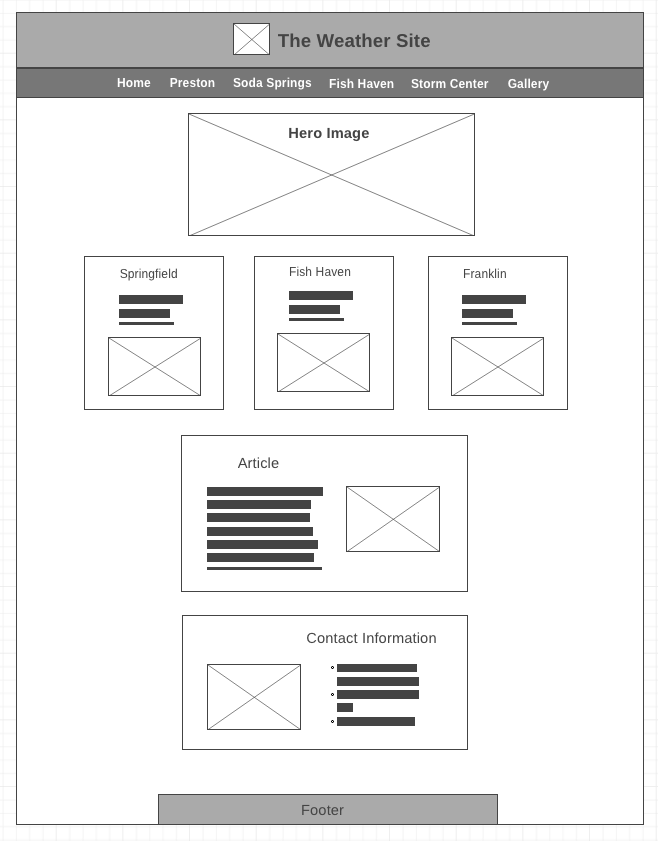 The Weather Site
Home Preston Soda Springs Fish Haven Storm Center Gallery
Hero Image
Springfield Fish Haven Franklin
Article
Contact Information
Footer